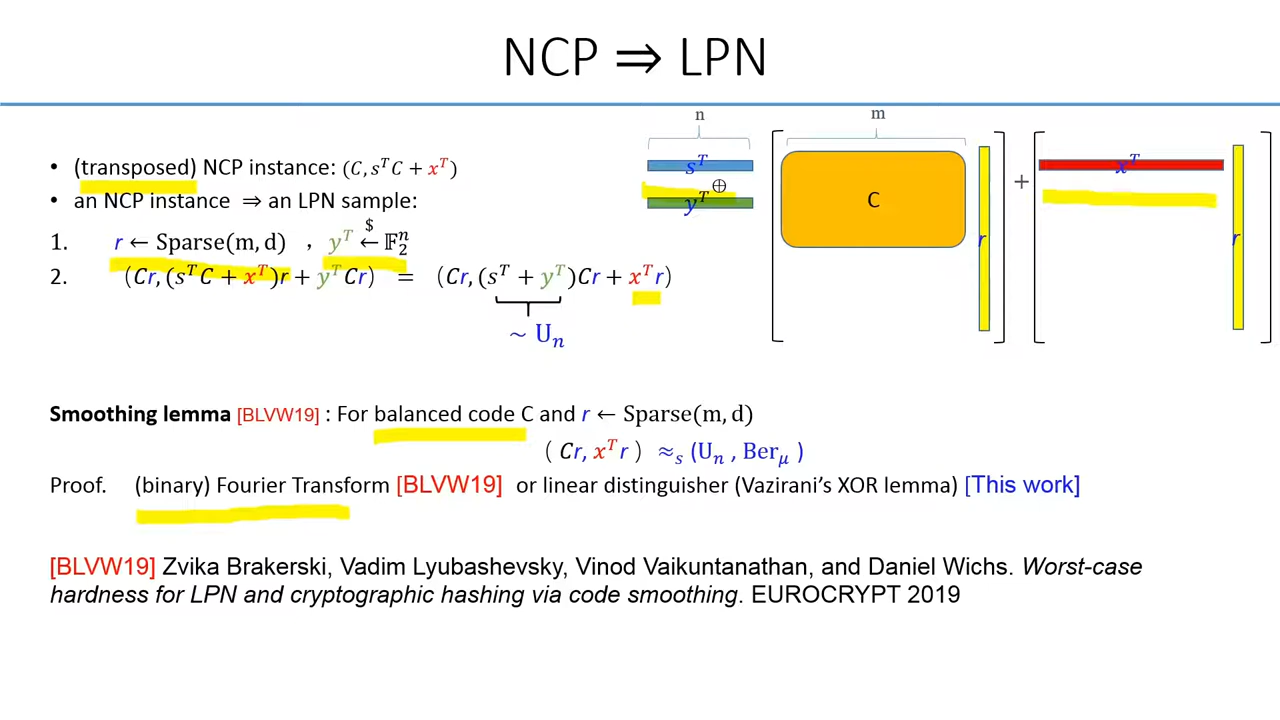 NCP ⇒ LPN
• (transposed) NCP instance: (C, sᵀC + xᵀ)
• an NCP instance ⇒ an LPN sample:
1. r ← Sparse(m, d) , yᵀ ←$ 𝔽₂ⁿ
2. (Cr, (sᵀC + xᵀ)r + yᵀCr) = (Cr, (sᵀ + yᵀ)Cr + xᵀr)
∼ Uₙ
n
m
sᵀ
⊕
yᵀ
C
r
+
xᵀ
r
Smoothing lemma [BLVW19] : For balanced code C and r ← Sparse(m, d)
( Cr, xᵀr ) ≈ₛ (Uₙ , Ber_μ )
Proof. (binary) Fourier Transform [BLVW19] or linear distinguisher (Vazirani's XOR lemma) [This work]
[BLVW19] Zvika Brakerski, Vadim Lyubashevsky, Vinod Vaikuntanathan, and Daniel Wichs. Worst-case
hardness for LPN and cryptographic hashing via code smoothing. EUROCRYPT 2019